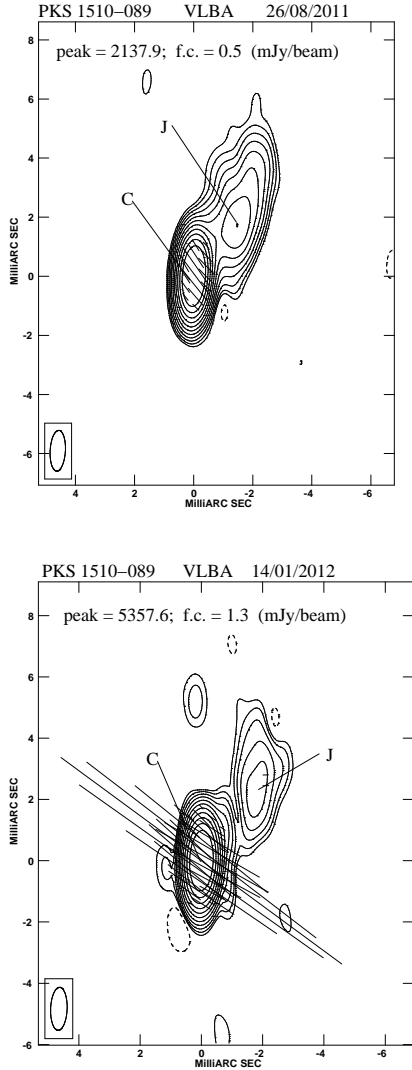 PKS 1510−089 VLBA 26/08/2011
peak = 2137.9; f.c. = 0.5 (mJy/beam)
8
6
4
2
0
-2
-4
-6
MilliARC SEC
J
C
4 2 0 -2 -4 -6
MilliARC SEC
PKS 1510−089 VLBA 14/01/2012
peak = 5357.6; f.c. = 1.3 (mJy/beam)
8
6
4
2
0
-2
-4
-6
MilliARC SEC
C
J
4 2 0 -2 -4 -6
MilliARC SEC